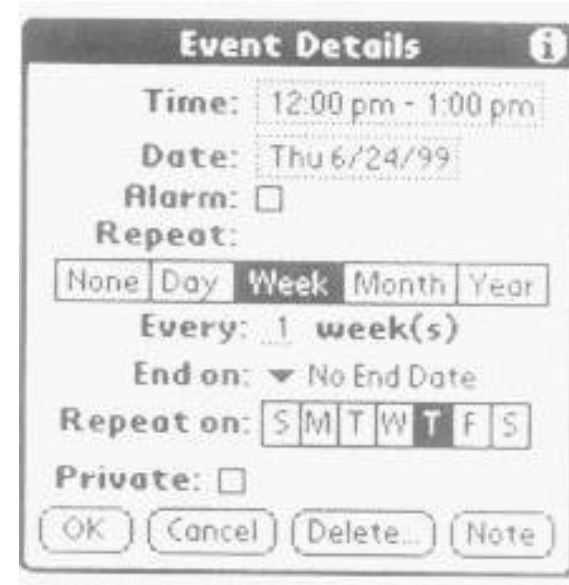 Event Details i
Time: 12:00 pm - 1:00 pm
Date: Thu 6/24/99
Alarm:
Repeat:
None Day Week Month Year
Every: 1 week(s)
End on: No End Date
Repeat on: S M T W T F S
Private:
OK Cancel Delete... Note